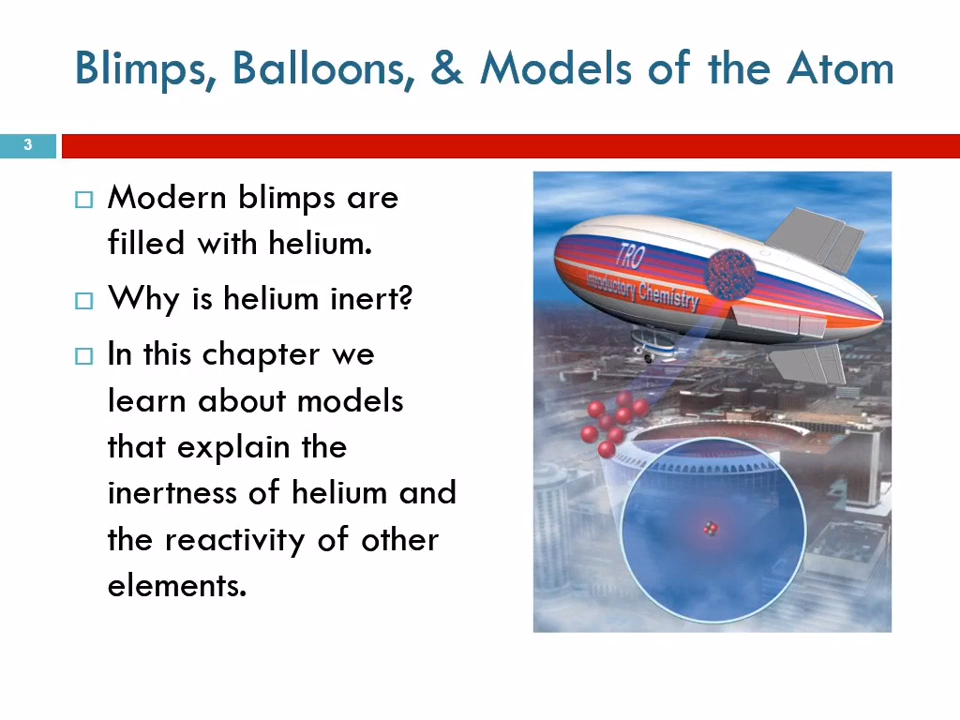 Blimps, Balloons, & Models of the Atom
3
Modern blimps are
filled with helium.
Why is helium inert?
In this chapter we
learn about models
that explain the
inertness of helium and
the reactivity of other
elements.
TRO
Introductory Chemistry